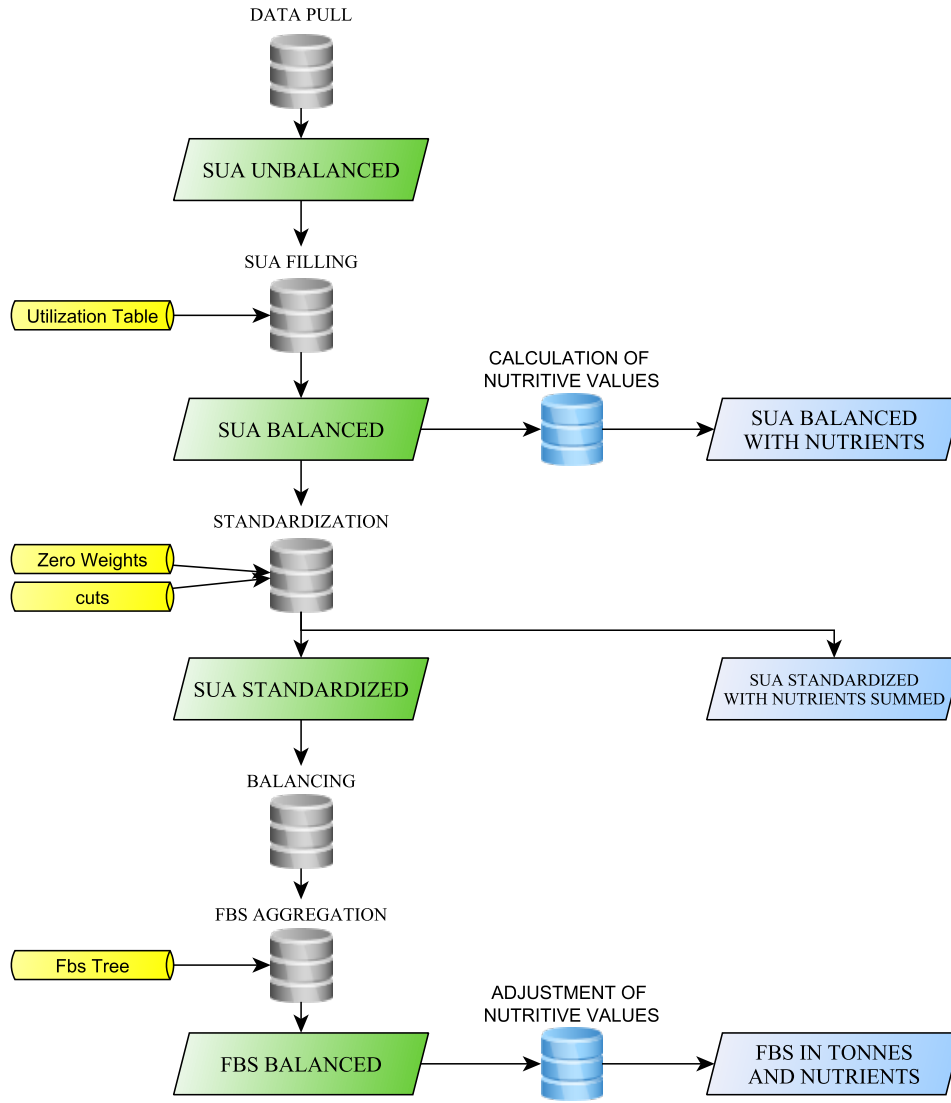 DATA PULL
SUA UNBALANCED
SUA FILLING
Utilization Table
CALCULATION OF
NUTRITIVE VALUES
SUA BALANCED
SUA BALANCED
WITH NUTRIENTS
STANDARDIZATION
Zero Weights
cuts
SUA STANDARDIZED
SUA STANDARDIZED
WITH NUTRIENTS SUMMED
BALANCING
FBS AGGREGATION
Fbs Tree
ADJUSTMENT OF
NUTRITIVE VALUES
FBS BALANCED
FBS IN TONNES
AND NUTRIENTS